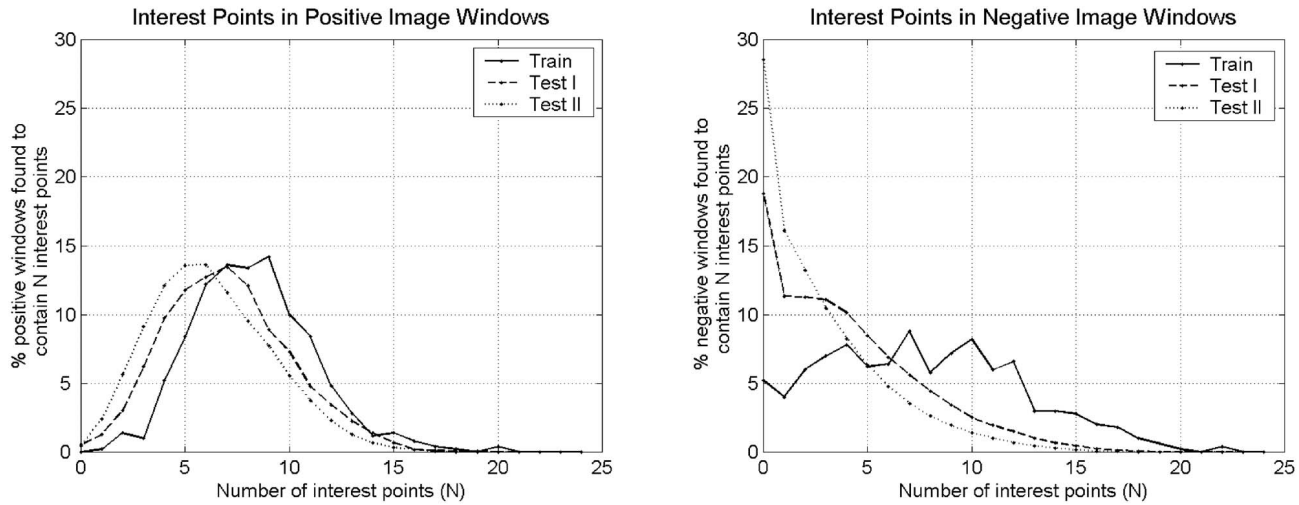 Interest Points in Positive Image Windows
% positive windows found to
contain N interest points
30
25
20
15
10
5
0
Train
Test I
Test II
0 5 10 15 20 25
Number of interest points (N)
Interest Points in Negative Image Windows
% negative windows found to
contain N interest points
30
25
20
15
10
5
0
Train
Test I
Test II
0 5 10 15 20 25
Number of interest points (N)